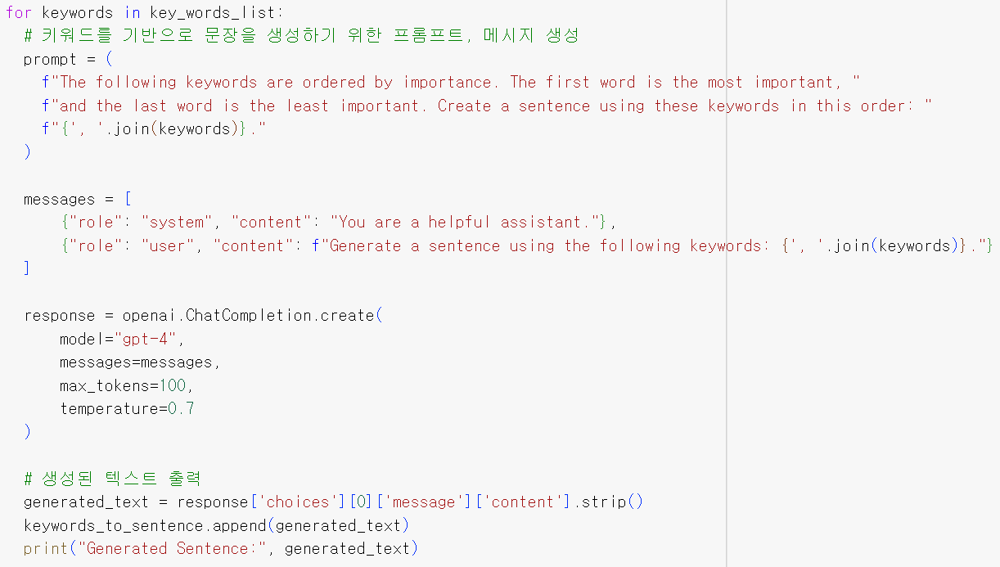 for keywords in key_words_list:
  # 키워드를 기반으로 문장을 생성하기 위한 프롬프트, 메시지 생성
  prompt = (
    f"The following keywords are ordered by importance. The first word is the most important, "
    f"and the last word is the least important. Create a sentence using these keywords in this order: "
    f"{', '.join(keywords)}."
  )
  messages = [
      {"role": "system", "content": "You are a helpful assistant."},
      {"role": "user", "content": f"Generate a sentence using the following keywords: {', '.join(keywords)}."}
  ]
  response = openai.ChatCompletion.create(
      model="gpt-4",
      messages=messages,
      max_tokens=100,
      temperature=0.7
  )
  # 생성된 텍스트 출력
  generated_text = response['choices'][0]['message']['content'].strip()
  keywords_to_sentence.append(generated_text)
  print("Generated Sentence:", generated_text)